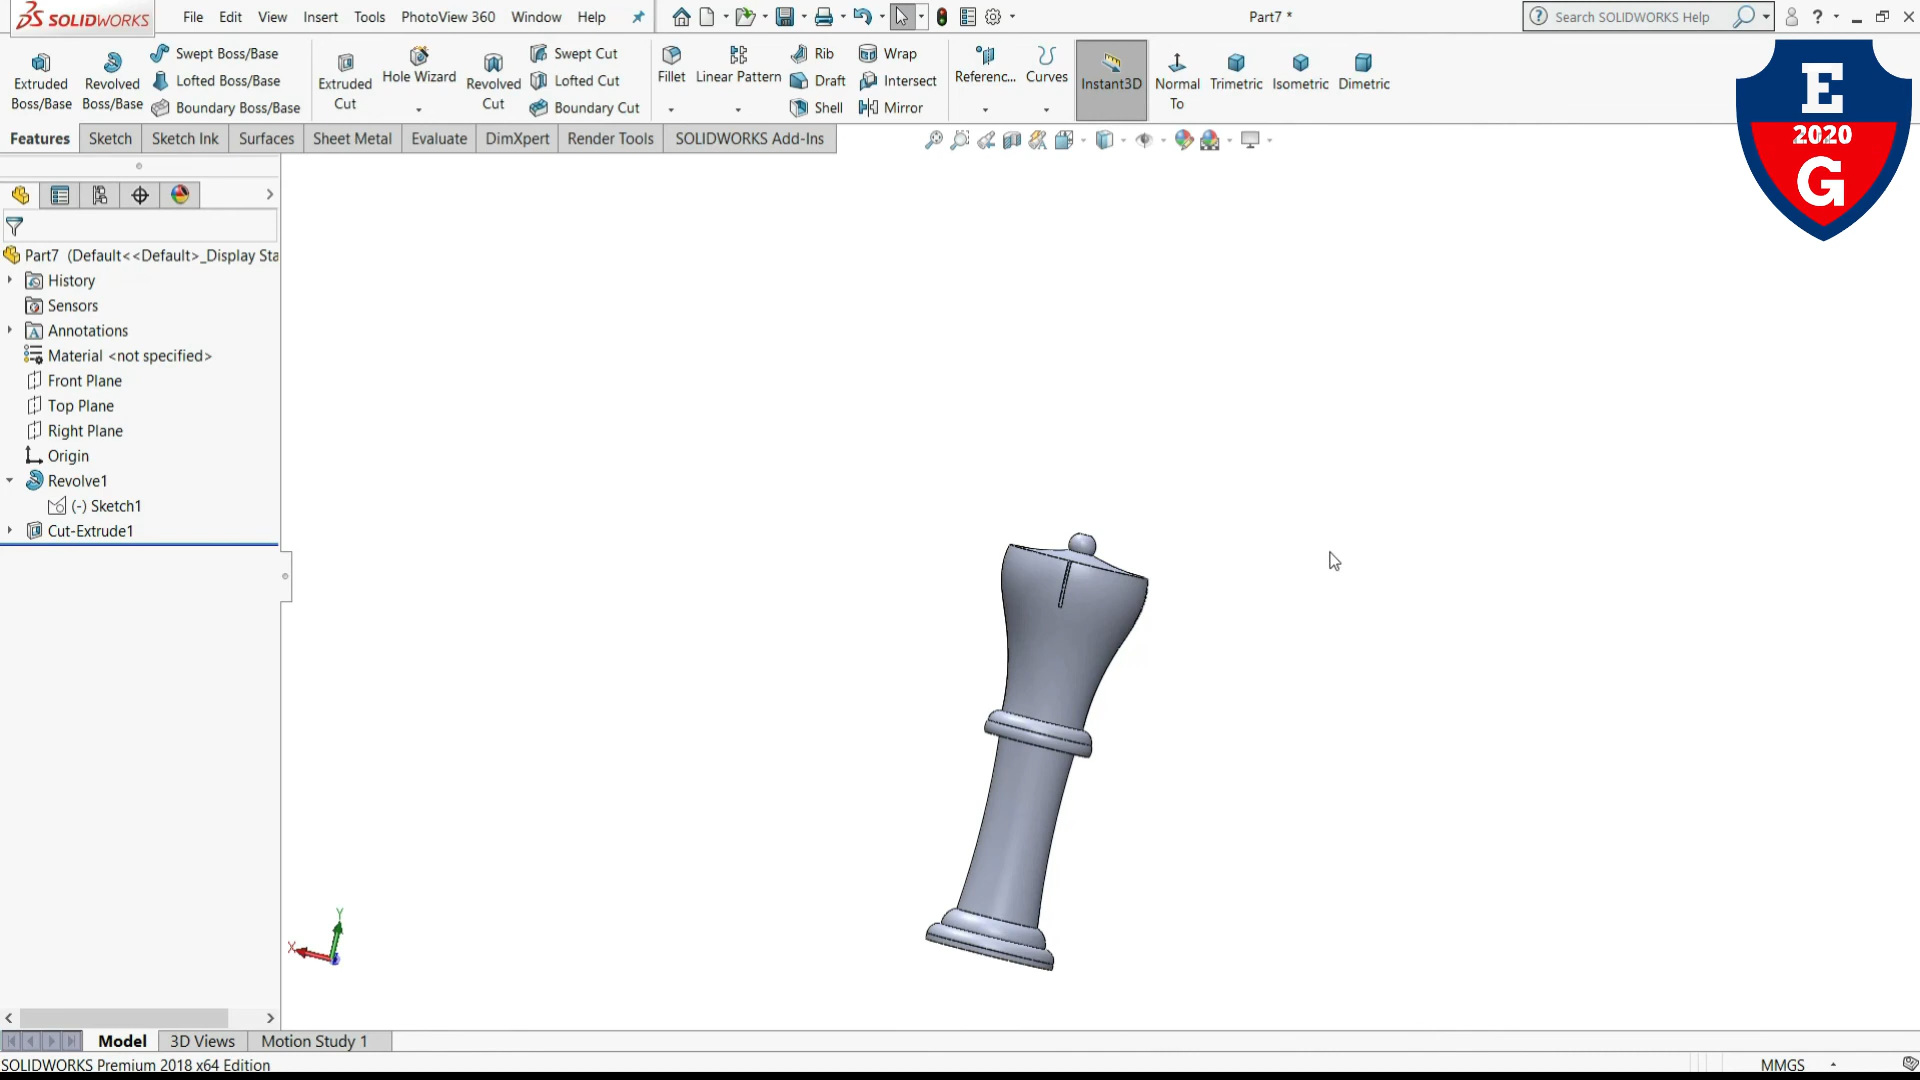 SOLIDWORKS File Edit View Insert Tools PhotoView 360 Window Help Part7 * Search SOLIDWORKS Help ?
Extruded Boss/Base
Revolved Boss/Base
Swept Boss/Base
Lofted Boss/Base
Boundary Boss/Base
Extruded Cut
Hole Wizard
Revolved Cut
Swept Cut
Lofted Cut
Boundary Cut
Fillet
Linear Pattern
Rib
Draft
Shell
Wrap
Intersect
Mirror
Referenc...
Curves
Instant3D
Normal To
Trimetric
Isometric
Dimetric
E
2020
G
Features Sketch Sketch Ink Surfaces Sheet Metal Evaluate DimXpert Render Tools SOLIDWORKS Add-Ins
Part7 (Default<<Default>_Display Sta
History
Sensors
Annotations
Material <not specified>
Front Plane
Top Plane
Right Plane
Origin
Revolve1
(-) Sketch1
Cut-Extrude1
Y
X
Model 3D Views Motion Study 1
SOLIDWORKS Premium 2018 x64 Edition MMGS